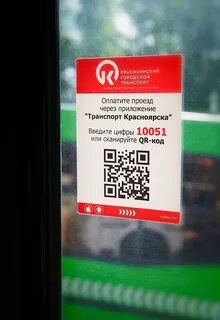 КРАСНОЯРСКИЙ
ГОРОДСКОЙ
ТРАНСПОРТ
Оплатите проезд
через приложение
"Транспорт Красноярска"
Введите цифры 10051
или сканируйте QR-код